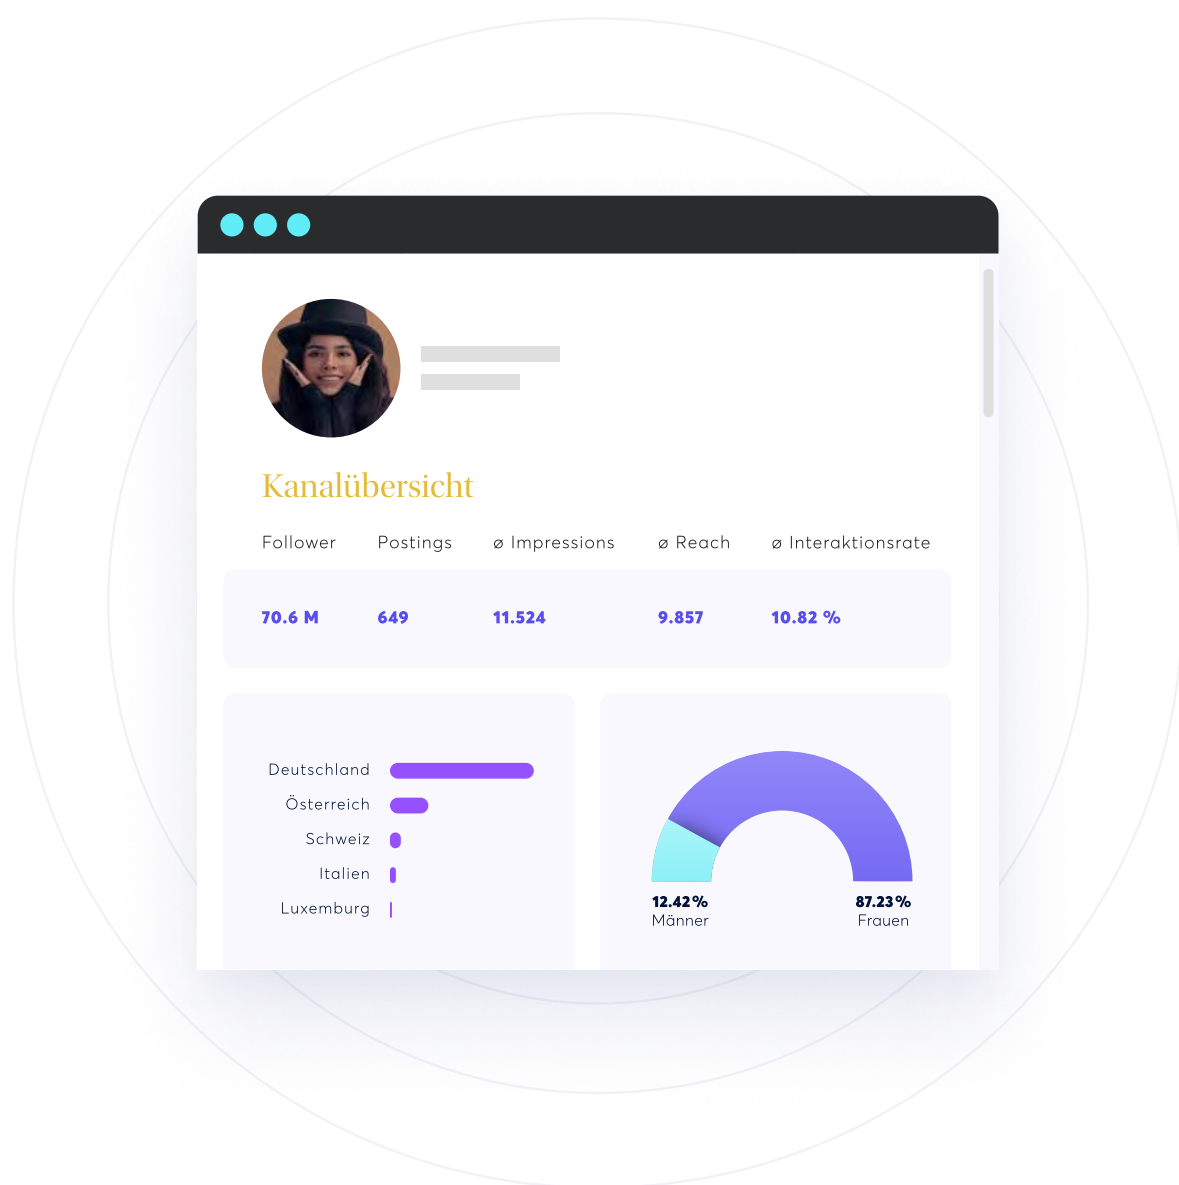 Kanalübersicht
Follower Postings ⌀ Impressions ⌀ Reach ⌀ Interaktionsrate
70.6 M 649 11.524 9.857 10.82 %
Deutschland
Österreich
Schweiz
Italien
Luxemburg
12.42% 87.23%
Männer Frauen